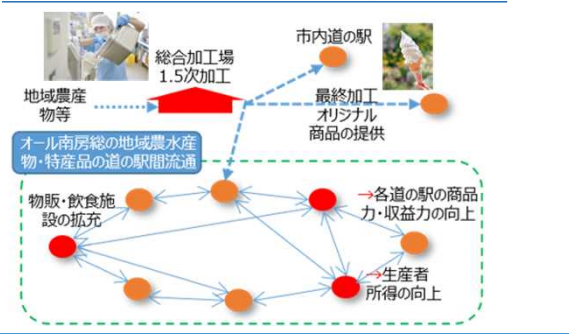 市内道の駅
総合加工場
1.5次加工
地域農産
物等
最終加工
オリジナル
商品の提供
オール南房総の地域農水産
物・特産品の道の駅間流通
物販・飲食施
設の拡充
→各道の駅の商品
力・収益力の向上
→生産者
所得の向上